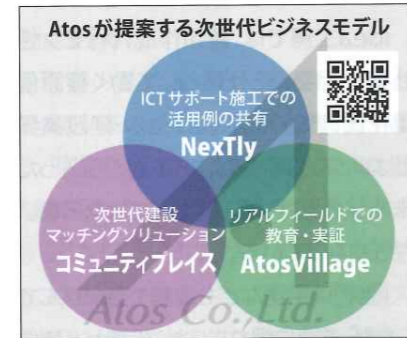 Atosが提案する次世代ビジネスモデル
ICTサポート施工での
活用例の共有
NexTly
次世代建設
マッチングソリューション
コミュニティプレイス
リアルフィールドでの
教育・実証
AtosVillage
Atos Co.,Ltd.